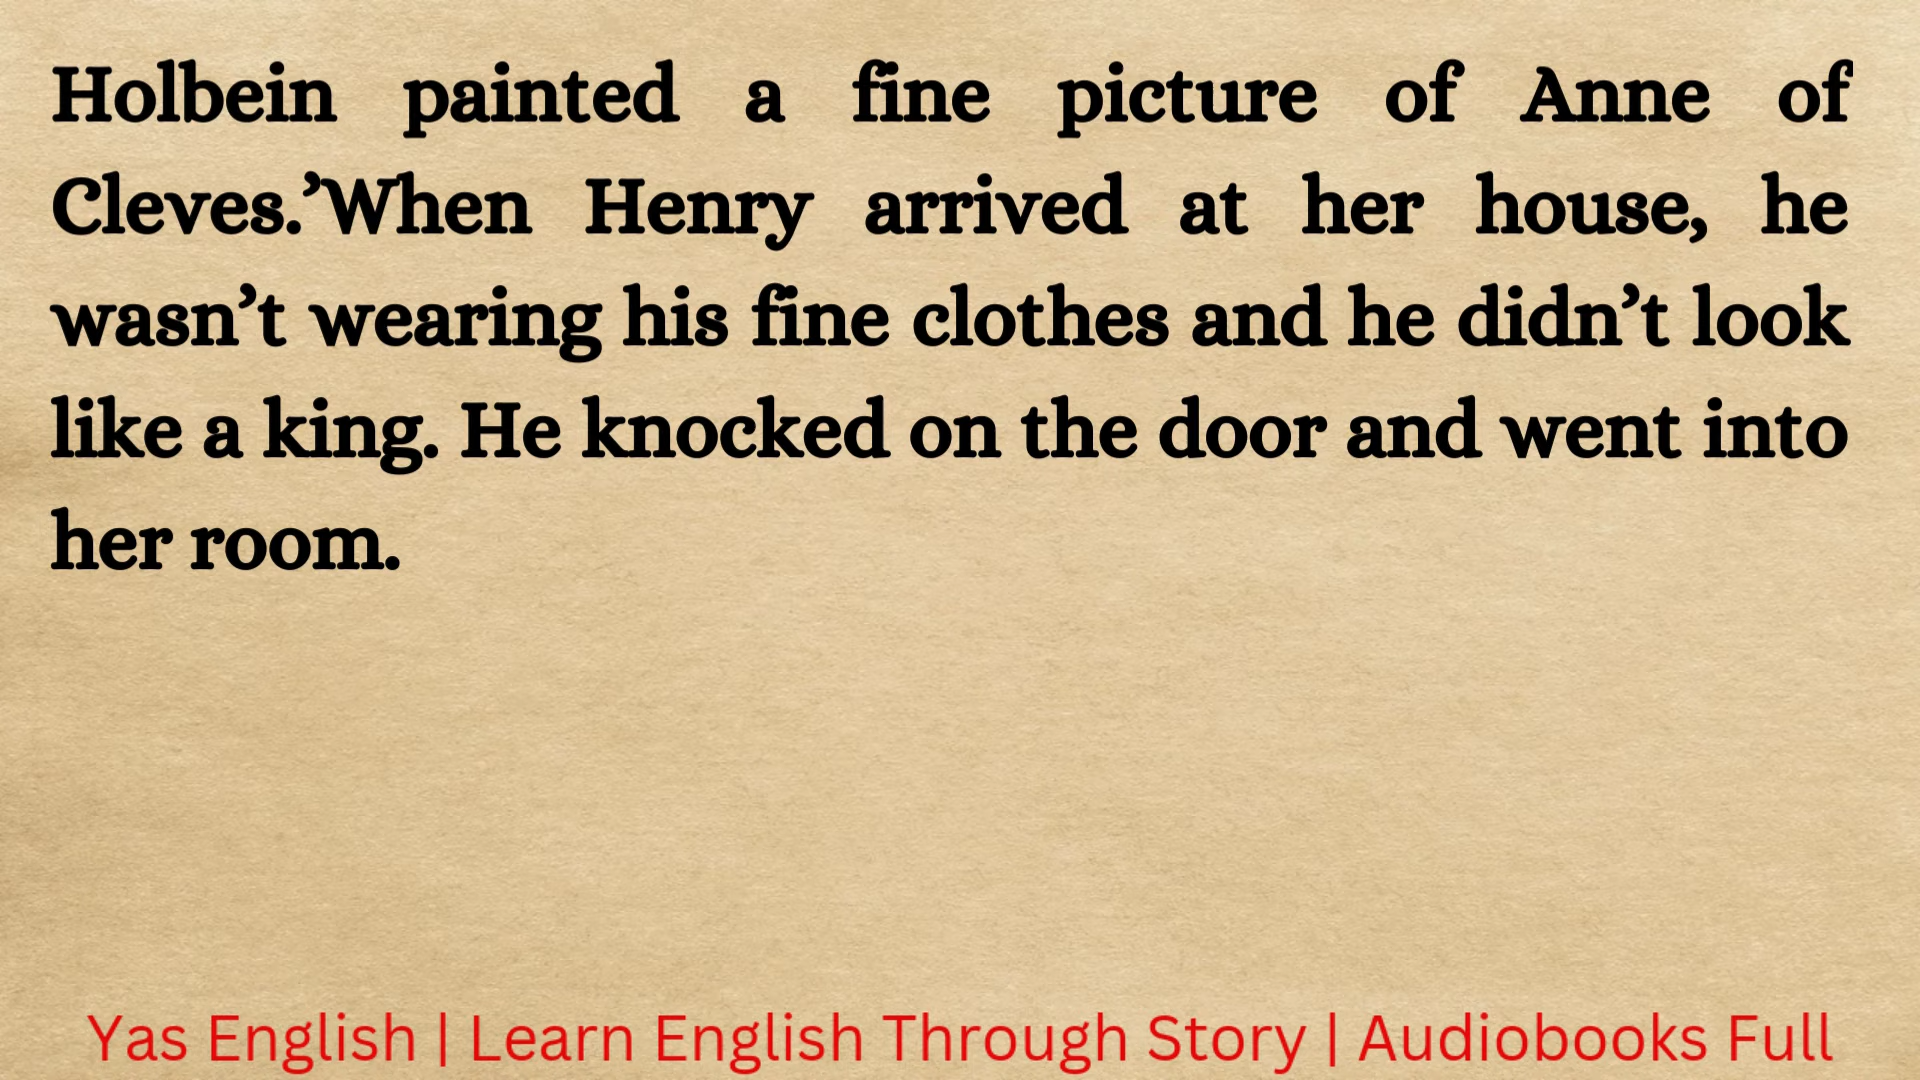 Holbein painted a fine picture of Anne of
Cleves.’When Henry arrived at her house, he
wasn’t wearing his fine clothes and he didn’t look
like a king. He knocked on the door and went into
her room.
Yas English | Learn English Through Story | Audiobooks Full